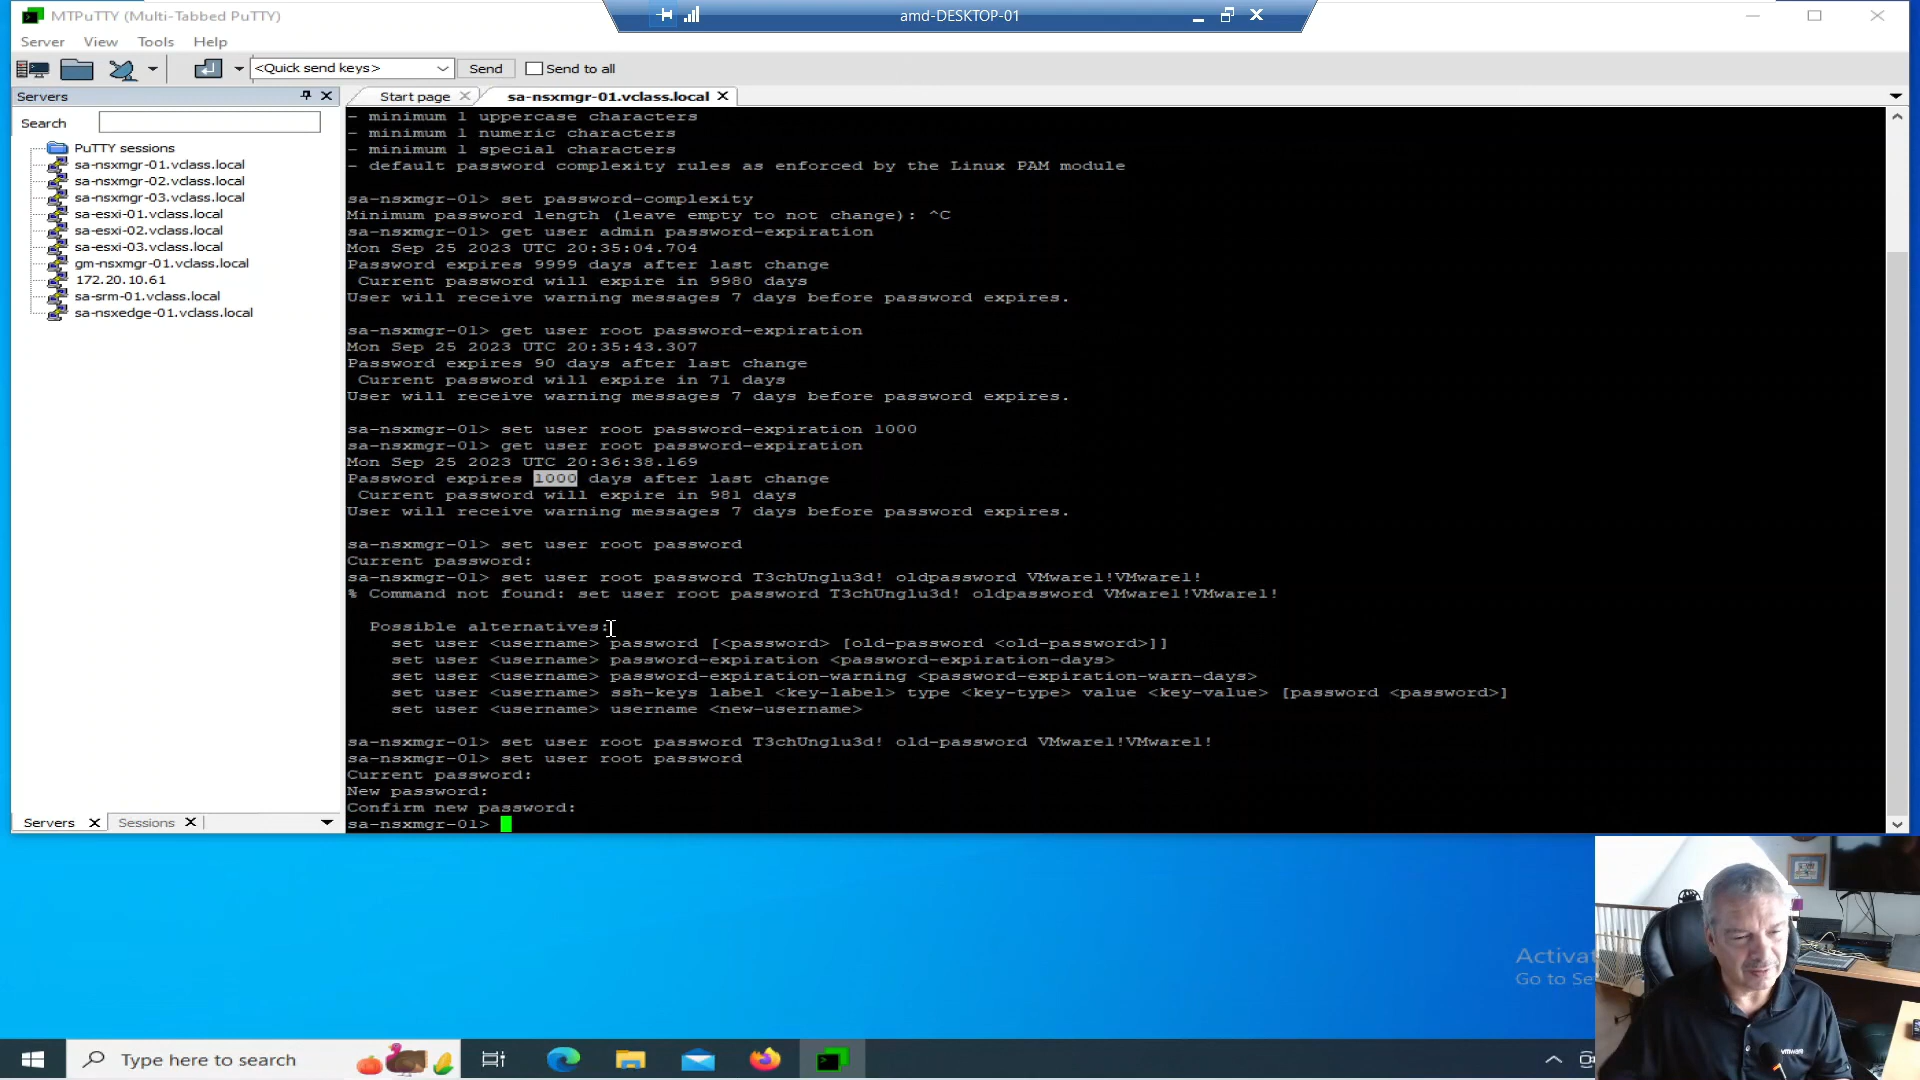 MTPuTTY (Multi-Tabbed PuTTY)
amd-DESKTOP-01
Server View Tools Help
<Quick send keys> Send Send to all
Servers
Start page sa-nsxmgr-01.vclass.local
Search
PuTTY sessions
sa-nsxmgr-01.vclass.local
sa-nsxmgr-02.vclass.local
sa-nsxmgr-03.vclass.local
sa-esxi-01.vclass.local
sa-esxi-02.vclass.local
sa-esxi-03.vclass.local
gm-nsxmgr-01.vclass.local
172.20.10.61
sa-srm-01.vclass.local
sa-nsxedge-01.vclass.local
Servers Sessions
- minimum 1 uppercase characters
- minimum 1 numeric characters
- minimum 1 special characters
- default password complexity rules as enforced by the Linux PAM module
sa-nsxmgr-01> set password-complexity
Minimum password length (leave empty to not change): ^C
sa-nsxmgr-01> get user admin password-expiration
Mon Sep 25 2023 UTC 20:35:04.704
Password expires 9999 days after last change
Current password will expire in 9980 days
User will receive warning messages 7 days before password expires.
sa-nsxmgr-01> get user root password-expiration
Mon Sep 25 2023 UTC 20:35:43.307
Password expires 90 days after last change
Current password will expire in 71 days
User will receive warning messages 7 days before password expires.
sa-nsxmgr-01> set user root password-expiration 1000
sa-nsxmgr-01> get user root password-expiration
Mon Sep 25 2023 UTC 20:36:38.169
Password expires 1000 days after last change
Current password will expire in 981 days
User will receive warning messages 7 days before password expires.
sa-nsxmgr-01> set user root password
Current password:
sa-nsxmgr-01> set user root password T3chUnglu3d! oldpassword VMware1!VMware1!
% Command not found: set user root password T3chUnglu3d! oldpassword VMware1!VMware1!
Possible alternatives:
set user <username> password [<password> [old-password <old-password>]]
set user <username> password-expiration <password-expiration-days>
set user <username> password-expiration-warning <password-expiration-warn-days>
set user <username> ssh-keys label <key-label> type <key-type> value <key-value> [password <password>]
set user <username> username <new-username>
sa-nsxmgr-01> set user root password T3chUnglu3d! old-password VMware1!VMware1!
sa-nsxmgr-01> set user root password
Current password:
New password:
Confirm new password:
sa-nsxmgr-01>
Activat
Go to Se
vmware
Type here to search